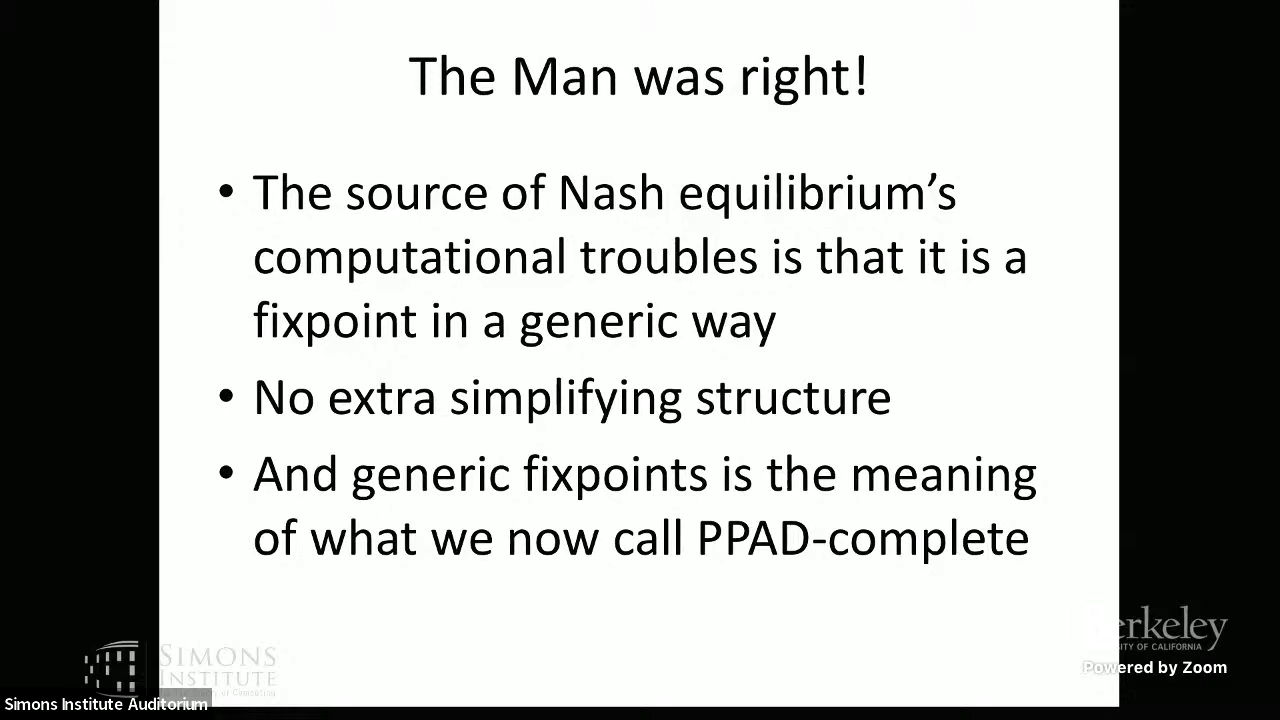 The Man was right!
• The source of Nash equilibrium’s
computational troubles is that it is a
fixpoint in a generic way
• No extra simplifying structure
• And generic fixpoints is the meaning
of what we now call PPAD-complete
SIMONS
INSTITUTE
Berkeley
OF CALIFORNIA
Powered by Zoom
Simons Institute Auditorium